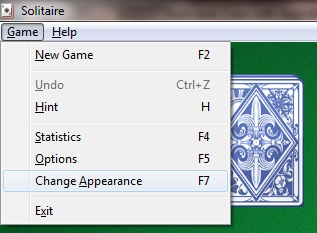 Solitaire
Game Help
New Game F2
Undo Ctrl+Z
Hint H
Statistics F4
Options F5
Change Appearance F7
Exit